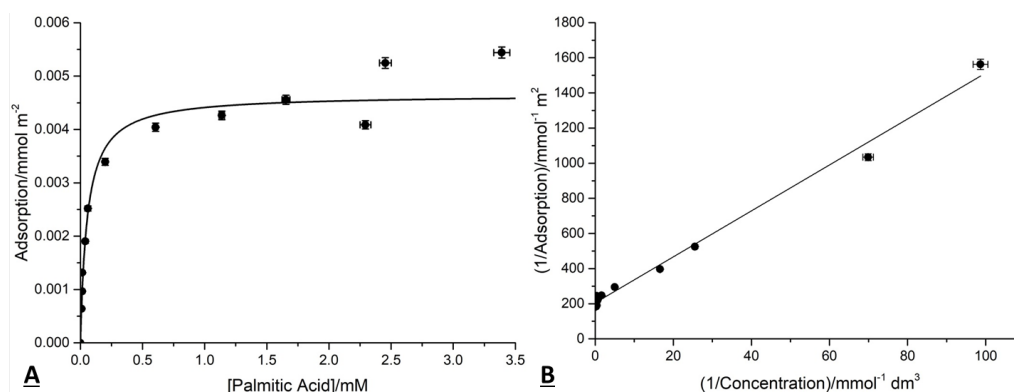 0.006
0.005
0.004
0.003
0.002
0.001
0.000
Adsorption/mmol m⁻²
0.0 0.5 1.0 1.5 2.0 2.5 3.0 3.5
[Palmitic Acid]/mM
A
1800
1600
1400
1200
1000
800
600
400
200
0
(1/Adsorption)/mmol⁻¹ m²
0 20 40 60 80 100
(1/Concentration)/mmol⁻¹ dm³
B